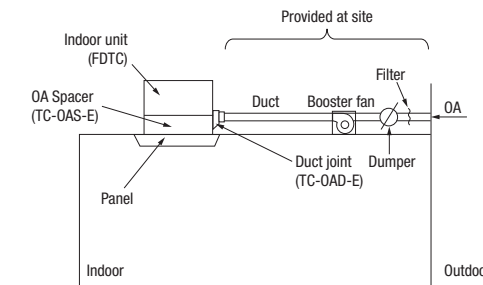 Provided at site
Indoor unit
(FDTC)
Filter
OA Spacer
(TC-OAS-E)
Duct
Booster fan
OA
Duct joint
(TC-OAD-E)
Dumper
Panel
Indoor
Outdoo